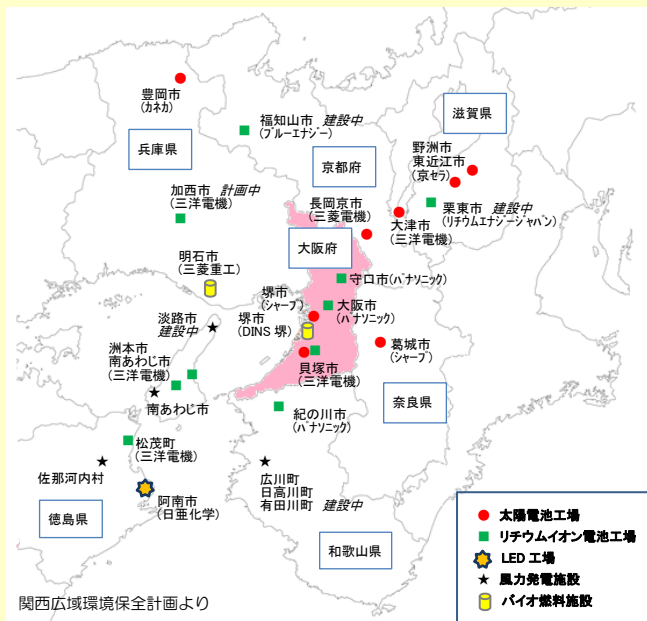 豊岡市
(カネカ)
兵庫県
福知山市 建設中
(ブルーエナジー)
京都府
滋賀県
野洲市
東近江市
(京セラ)
栗東市 建設中
(リチウムエナジージャパン)
加西市 計画中
(三洋電機)
長岡京市
(三菱電機)
大津市
(三洋電機)
大阪府
明石市
(三菱重工)
守口市(パナソニック)
淡路市
建設中
堺市
(シャープ)
堺市
(DINS 堺)
大阪市
(パナソニック)
葛城市
(シャープ)
洲本市
南あわじ市
(三洋電機)
南あわじ市
貝塚市
(三洋電機)
奈良県
紀の川市
(パナソニック)
松茂町
(三洋電機)
佐那河内村
阿南市
(日亜化学)
徳島県
広川町
日高川町
有田川町 建設中
和歌山県
太陽電池工場
リチウムイオン電池工場
LED 工場
風力発電施設
バイオ燃料施設
関西広域環境保全計画より